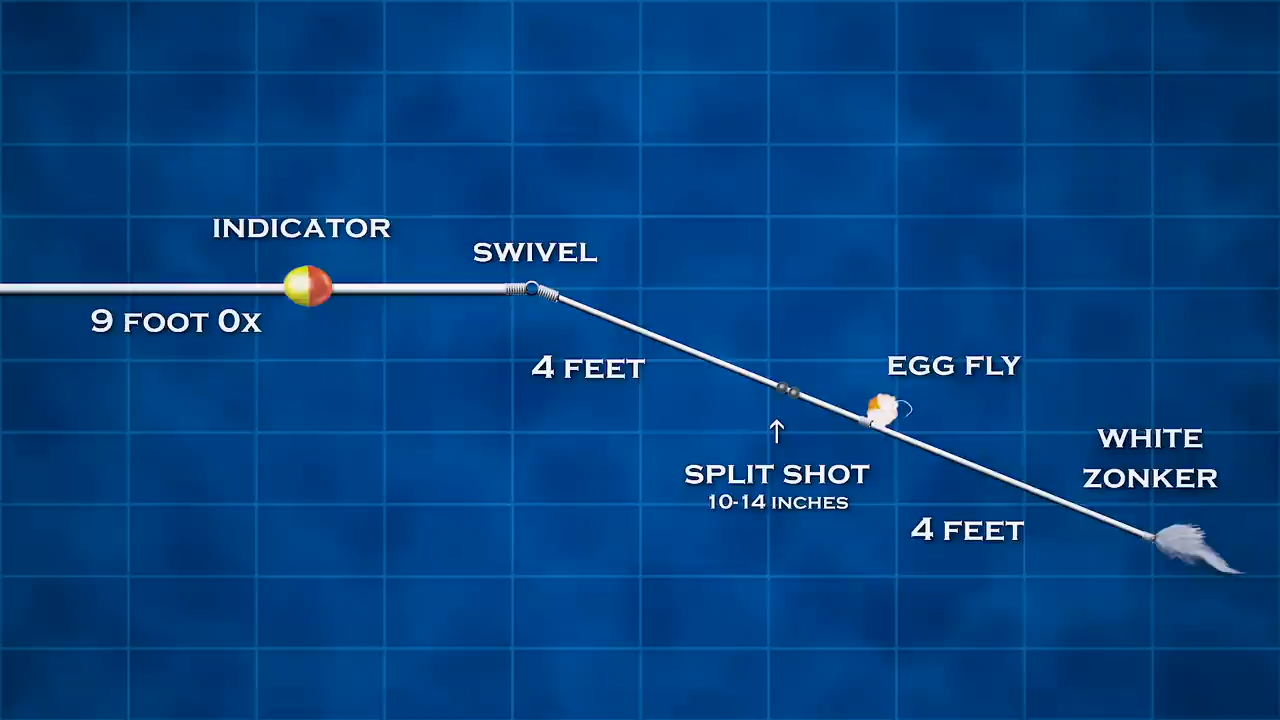 INDICATOR
SWIVEL
9 FOOT 0X
4 FEET
EGG FLY
SPLIT SHOT
10-14 INCHES
WHITE
ZONKER
4 FEET